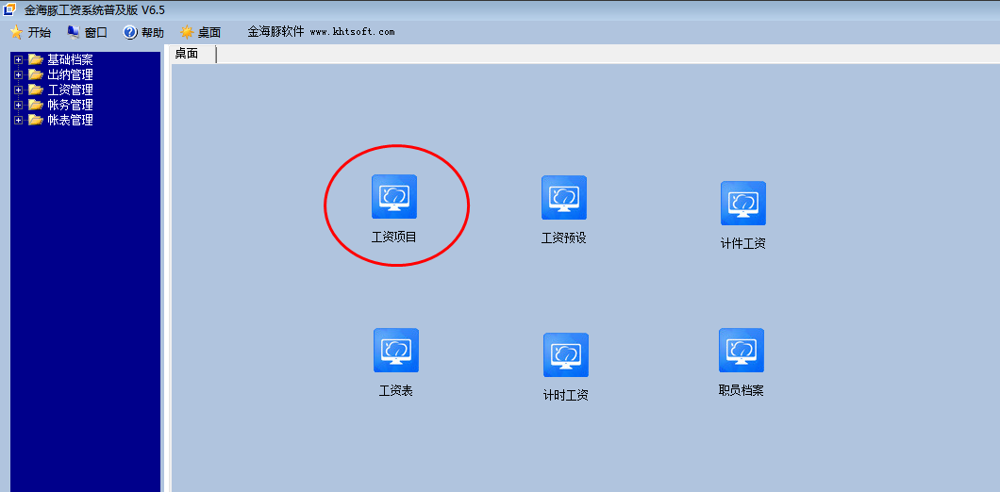 金海豚工资系统普及版 V6.5
开始 窗口 帮助 桌面 金海豚软件 www.khtsoft.com
桌面
基础档案
出纳管理
工资管理
帐务管理
帐表管理
工资项目 工资预设 计件工资
工资表 计时工资 职员档案